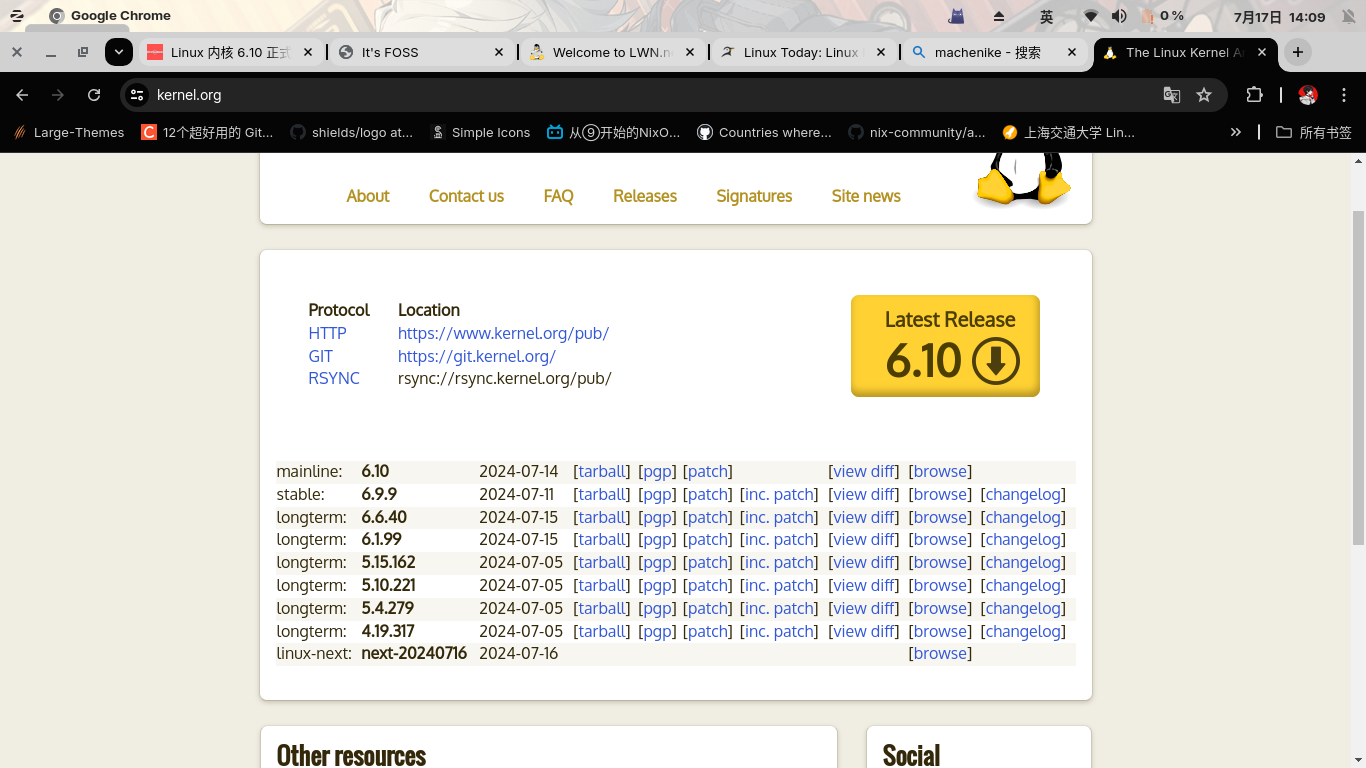 Google Chrome 英 0 % 7月17日 14:09
Linux 内核 6.10 正式 It's FOSS Welcome to LWN.n Linux Today: Linux machenike - 搜索 The Linux Kernel Ar
kernel.org
Large-Themes 12个超好用的 Git... shields/logo at... Simple Icons 从⑨开始的NixO... Countries where... nix-community/a... 上海交通大学 Lin... » 所有书签
About Contact us FAQ Releases Signatures Site news
Protocol Location
HTTP https://www.kernel.org/pub/
GIT https://git.kernel.org/
RSYNC rsync://rsync.kernel.org/pub/
Latest Release
6.10
mainline: 6.10 2024-07-14 [tarball] [pgp] [patch] [view diff] [browse]
stable: 6.9.9 2024-07-11 [tarball] [pgp] [patch] [inc. patch] [view diff] [browse] [changelog]
longterm: 6.6.40 2024-07-15 [tarball] [pgp] [patch] [inc. patch] [view diff] [browse] [changelog]
longterm: 6.1.99 2024-07-15 [tarball] [pgp] [patch] [inc. patch] [view diff] [browse] [changelog]
longterm: 5.15.162 2024-07-05 [tarball] [pgp] [patch] [inc. patch] [view diff] [browse] [changelog]
longterm: 5.10.221 2024-07-05 [tarball] [pgp] [patch] [inc. patch] [view diff] [browse] [changelog]
longterm: 5.4.279 2024-07-05 [tarball] [pgp] [patch] [inc. patch] [view diff] [browse] [changelog]
longterm: 4.19.317 2024-07-05 [tarball] [pgp] [patch] [inc. patch] [view diff] [browse] [changelog]
linux-next: next-20240716 2024-07-16 [browse]
Other resources Social